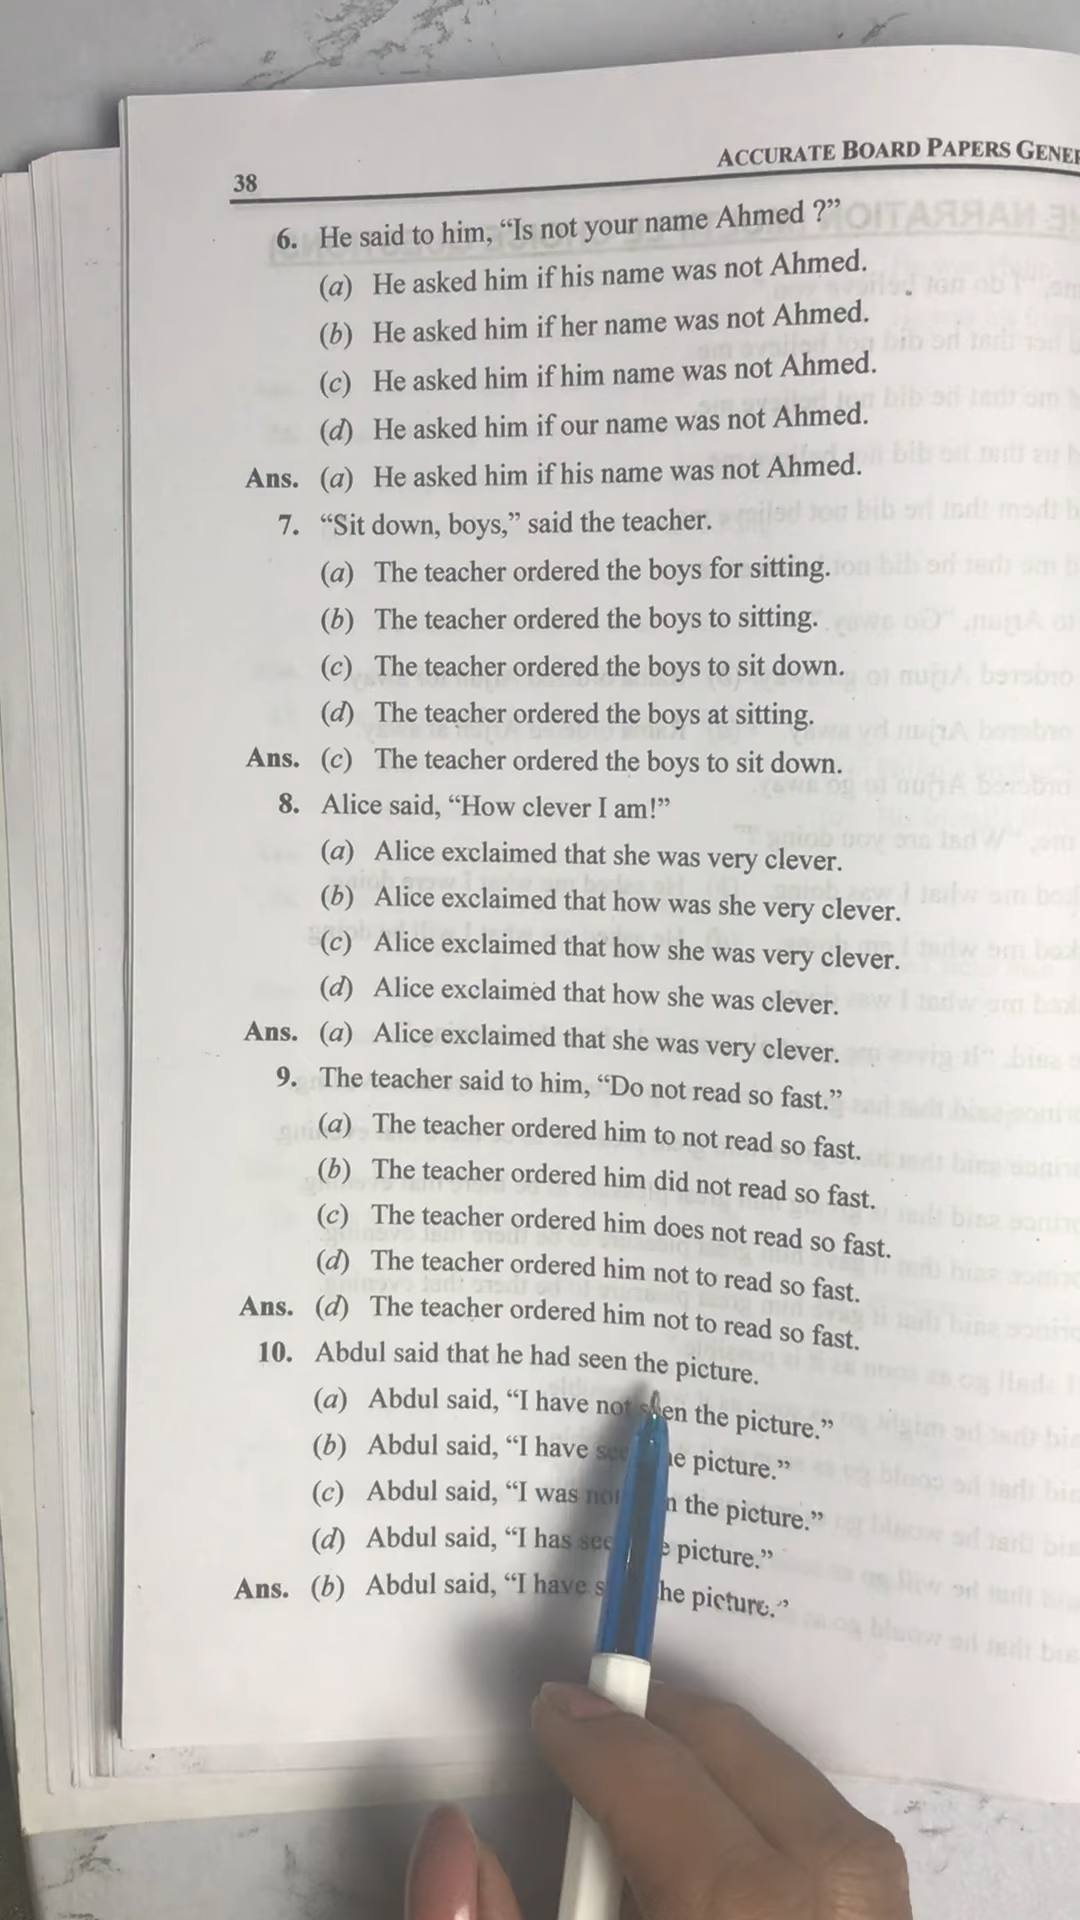 ACCURATE BOARD PAPERS
38
6. He said to him, “Is not your name Ahmed ?”
(a) He asked him if his name was not Ahmed.
(b) He asked him if her name was not Ahmed.
(c) He asked him if him name was not Ahmed.
(d) He asked him if our name was not Ahmed.
Ans. (a) He asked him if his name was not Ahmed.
7. “Sit down, boys,” said the teacher.
(a) The teacher ordered the boys for sitting.
(b) The teacher ordered the boys to sitting.
(c) The teacher ordered the boys to sit down.
(d) The teacher ordered the boys at sitting.
Ans. (c) The teacher ordered the boys to sit down.
8. Alice said, “How clever I am!”
(a) Alice exclaimed that she was very clever.
(b) Alice exclaimed that how was she very clever.
(c) Alice exclaimed that how she was very clever.
(d) Alice exclaimed that how she was clever.
Ans. (a) Alice exclaimed that she was very clever.
9. The teacher said to him, “Do not read so fast.”
(a) The teacher ordered him to not read so fast.
(b) The teacher ordered him did not read so fast.
(c) The teacher ordered him does not read so fast.
(d) The teacher ordered him not to read so fast.
Ans. (d) The teacher ordered him not to read so fast.
10. Abdul said that he had seen the picture.
(a) Abdul said, “I have not seen the picture.”
(b) Abdul said, “I have picture.”
(c) Abdul said, “I was not the picture.”
(d) Abdul said, “I has picture.”
Ans. (b) Abdul said, “I have picture.”